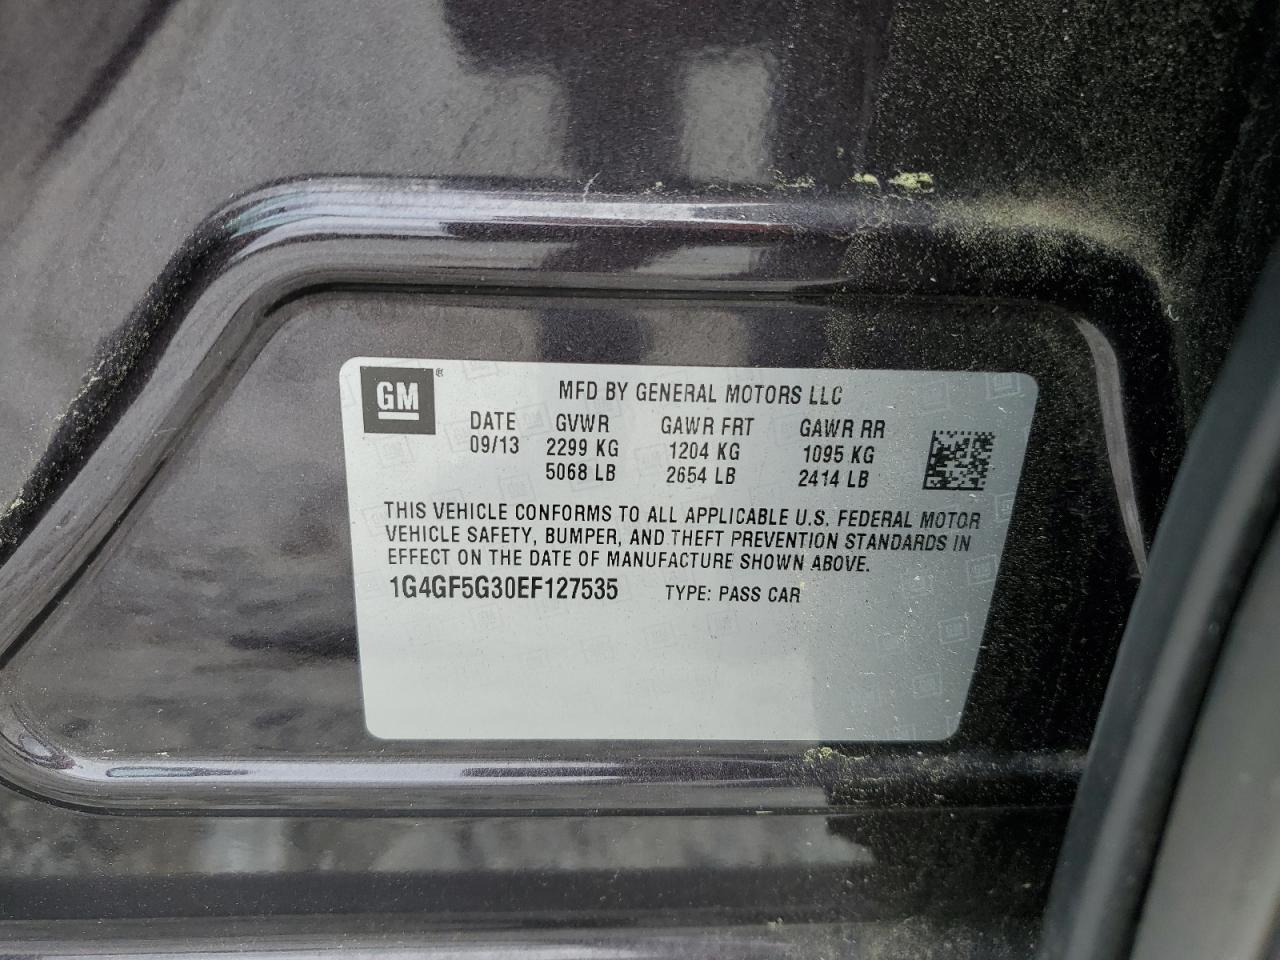 GM ®
MFD BY GENERAL MOTORS LLC
DATE GVWR GAWR FRT GAWR RR
09/13 2299 KG 1204 KG 1095 KG
5068 LB 2654 LB 2414 LB
THIS VEHICLE CONFORMS TO ALL APPLICABLE U.S. FEDERAL MOTOR
VEHICLE SAFETY, BUMPER, AND THEFT PREVENTION STANDARDS IN
EFFECT ON THE DATE OF MANUFACTURE SHOWN ABOVE.
1G4GF5G30EF127535 TYPE: PASS CAR